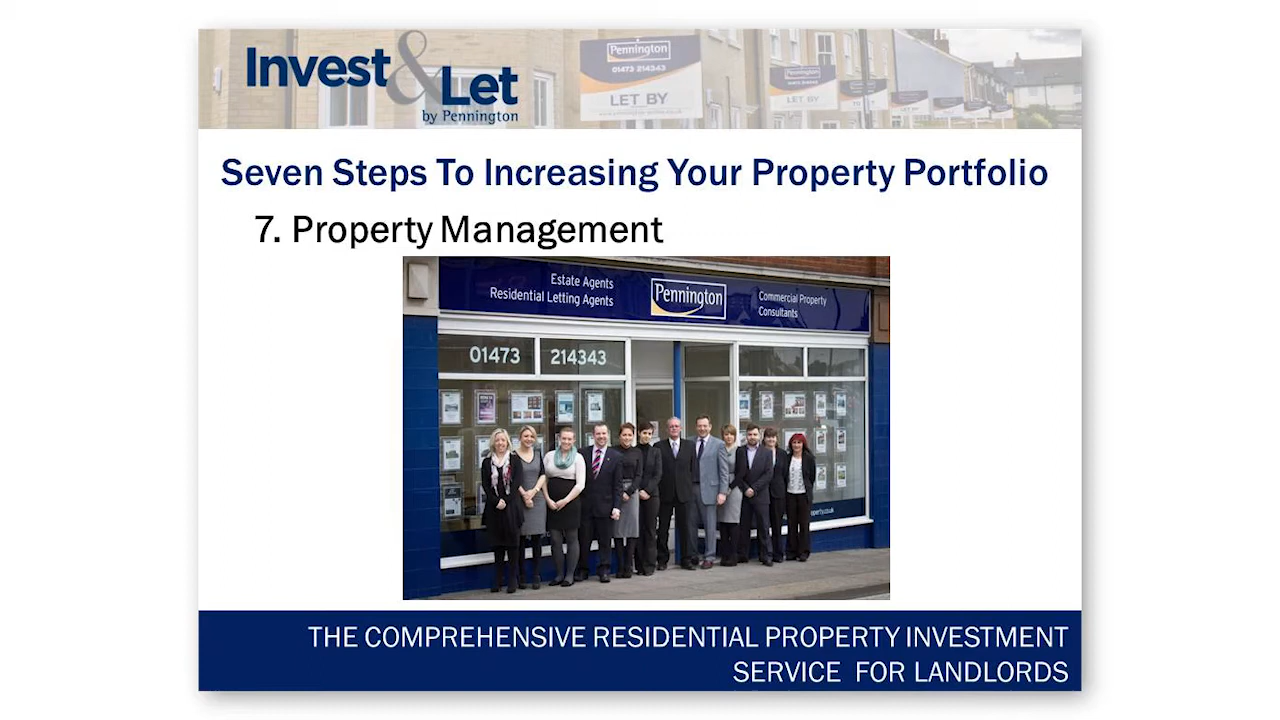 Invest & Let
by Pennington
Pennington
01473 214343
LET BY
Pennington
LET BY
Seven Steps To Increasing Your Property Portfolio
7. Property Management
Estate Agents
Residential Letting Agents
Pennington
Commercial Property
Consultants
01473 214343
THE COMPREHENSIVE RESIDENTIAL PROPERTY INVESTMENT
SERVICE FOR LANDLORDS